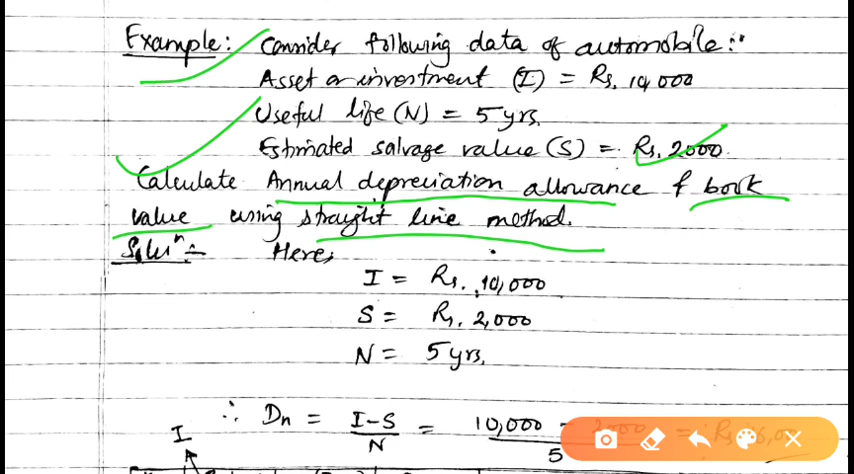 Example: Consider following data of automobile:
Asset or investment (I) = Rs. 10,000
Useful life (N) = 5 yrs.
Estimated salvage value (S) = Rs. 2000.
Calculate Annual depreciation allowance & book
value using straight line method.
Soluⁿ :- Here,
I = Rs. 10,000
S = Rs. 2,000
N = 5 yrs.
∴ Dn = I-S / N = 10,000 - / 5
I